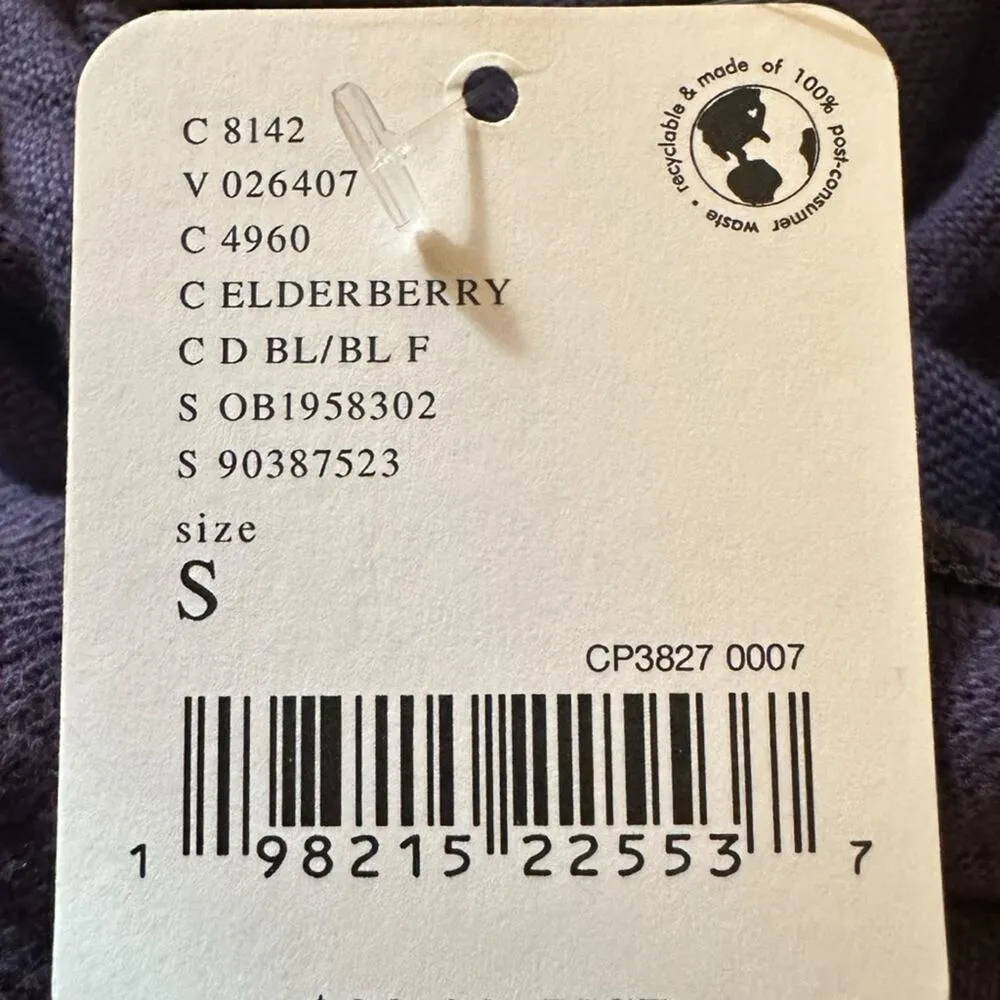 C 8142
V 026407
C 4960
C ELDERBERRY
C D BL/BL F
S OB1958302
S 90387523
size
S
recyclable & made of 100% post-consumer waste •
CP3827 0007
1 98215 22553 7